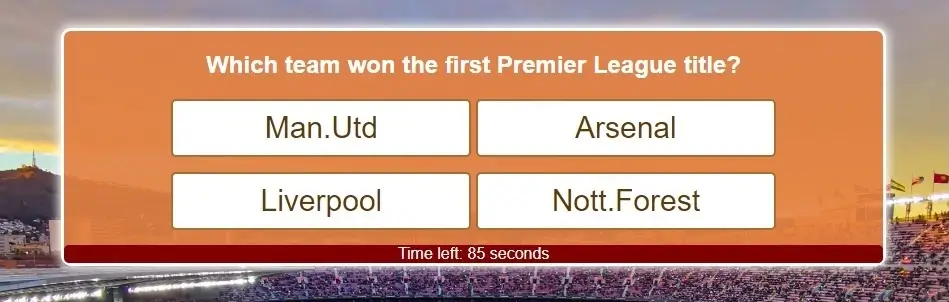 Which team won the first Premier League title?
Man.Utd
Arsenal
Liverpool
Nott.Forest
Time left: 85 seconds